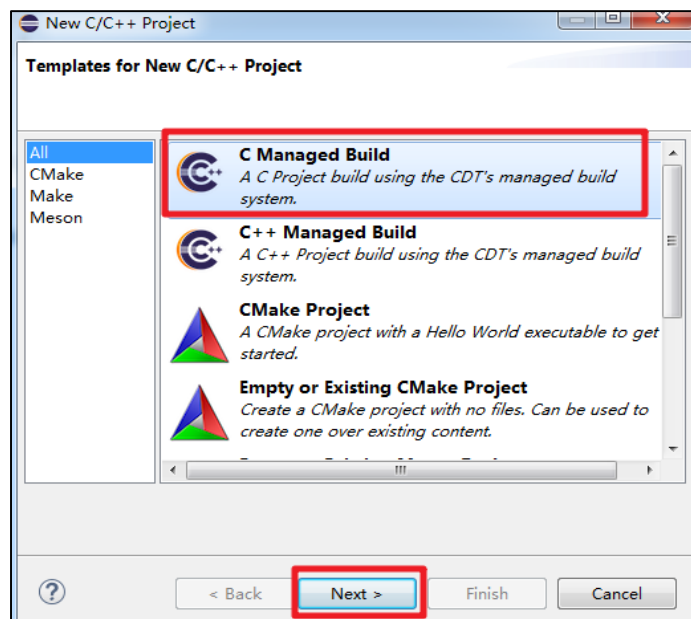 New C/C++ Project
Templates for New C/C++ Project
All
CMake
Make
Meson
C Managed Build
A C Project build using the CDT's managed build
system.
C++ Managed Build
A C++ Project build using the CDT's managed build
system.
CMake Project
A CMake project with a Hello World executable to get
started.
Empty or Existing CMake Project
Create a CMake project with no files. Can be used to
create one over existing content.
< Back
Next >
Finish
Cancel